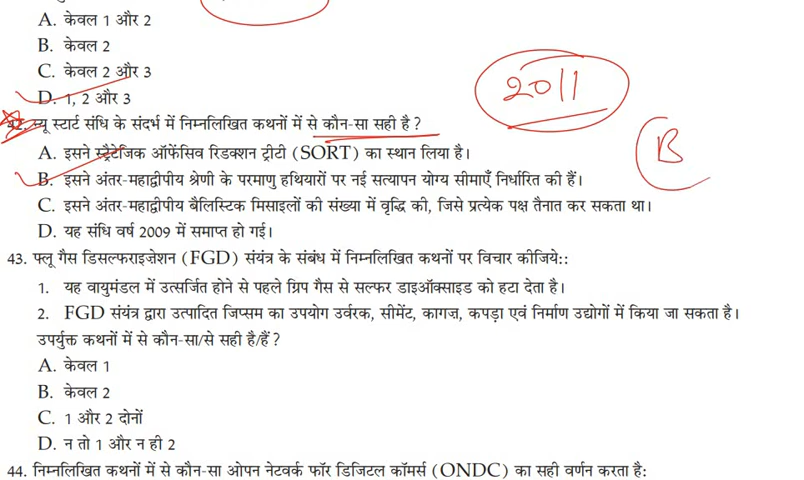 A. केवल 1 और 2
B. केवल 2
C. केवल 2 और 3
D. 1, 2 और 3
2011
42. न्यू स्टार्ट संधि के संदर्भ में निम्नलिखित कथनों में से कौन-सा सही है?
A. इसने स्ट्रैटेजिक ऑफेंसिव रिडक्शन ट्रीटी (SORT) का स्थान लिया है।
B
B. इसने अंतर-महाद्वीपीय श्रेणी के परमाणु हथियारों पर नई सत्यापन योग्य सीमाएँ निर्धारित की हैं।
C. इसने अंतर-महाद्वीपीय बैलिस्टिक मिसाइलों की संख्या में वृद्धि की, जिसे प्रत्येक पक्ष तैनात कर सकता था।
D. यह संधि वर्ष 2009 में समाप्त हो गई।
43. फ्लू गैस डिसल्फराइज़ेशन (FGD) संयंत्र के संबंध में निम्नलिखित कथनों पर विचार कीजिये::
1. यह वायुमंडल में उत्सर्जित होने से पहले ग्रिप गैस से सल्फर डाइऑक्साइड को हटा देता है।
2. FGD संयंत्र द्वारा उत्पादित जिप्सम का उपयोग उर्वरक, सीमेंट, कागज, कपड़ा एवं निर्माण उद्योगों में किया जा सकता है।
उपर्युक्त कथनों में से कौन-सा/से सही है/हैं?
A. केवल 1
B. केवल 2
C. 1 और 2 दोनों
D. न तो 1 और न ही 2
44. निम्नलिखित कथनों में से कौन-सा ओपन नेटवर्क फॉर डिजिटल कॉमर्स (ONDC) का सही वर्णन करता है: